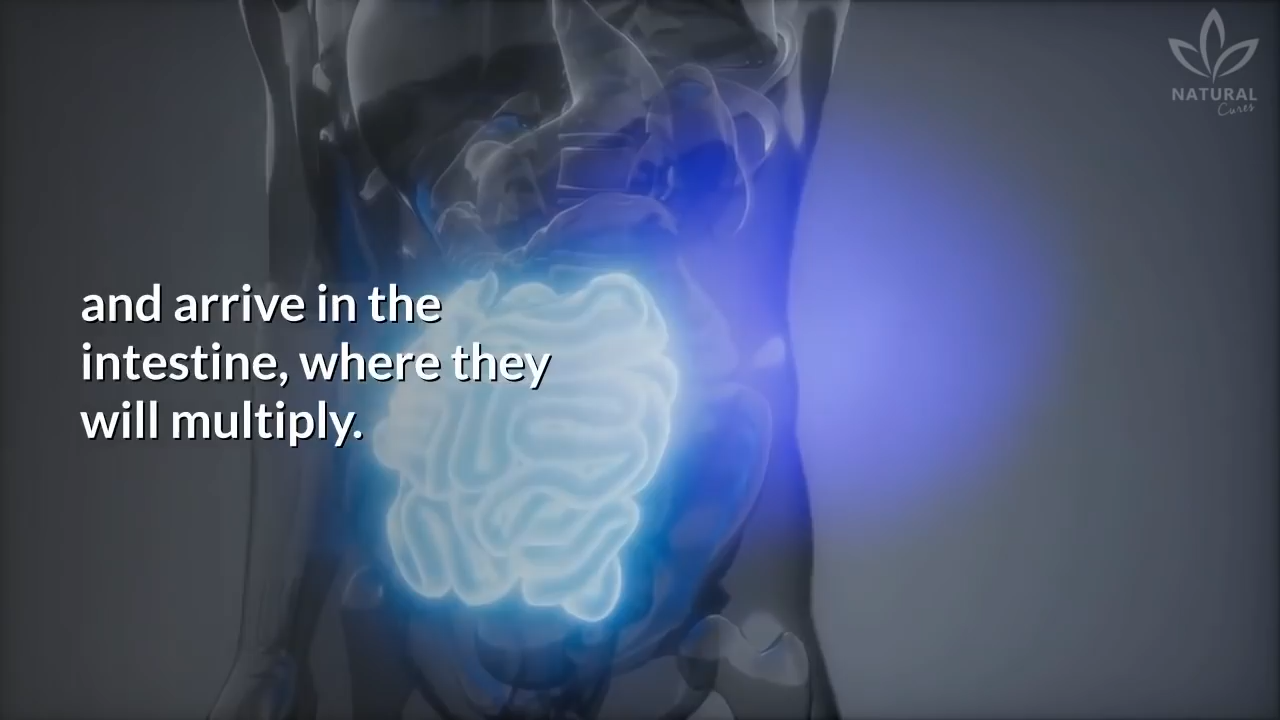 NATURAL
Cures
and arrive in the
intestine, where they
will multiply.